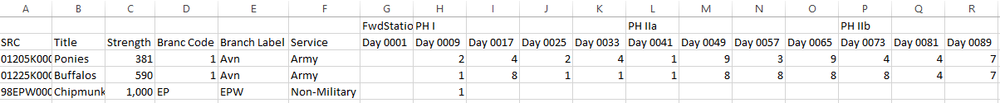 A B C D E F G H I J K L M N O P Q R
FwdStatio PH I PH IIa PH IIb
SRC Title Strength Branc Code Branch Label Service Day 0001 Day 0009 Day 0017 Day 0025 Day 0033 Day 0041 Day 0049 Day 0057 Day 0065 Day 0073 Day 0081 Day 0089
01205K000 Ponies 381 1 Avn Army 2 4 2 4 1 9 3 9 4 4 7
01225K000 Buffalos 590 1 Avn Army 1 8 1 1 1 8 8 8 8 4 7
98EPW000 Chipmunk 1,000 EP EPW Non-Military 1